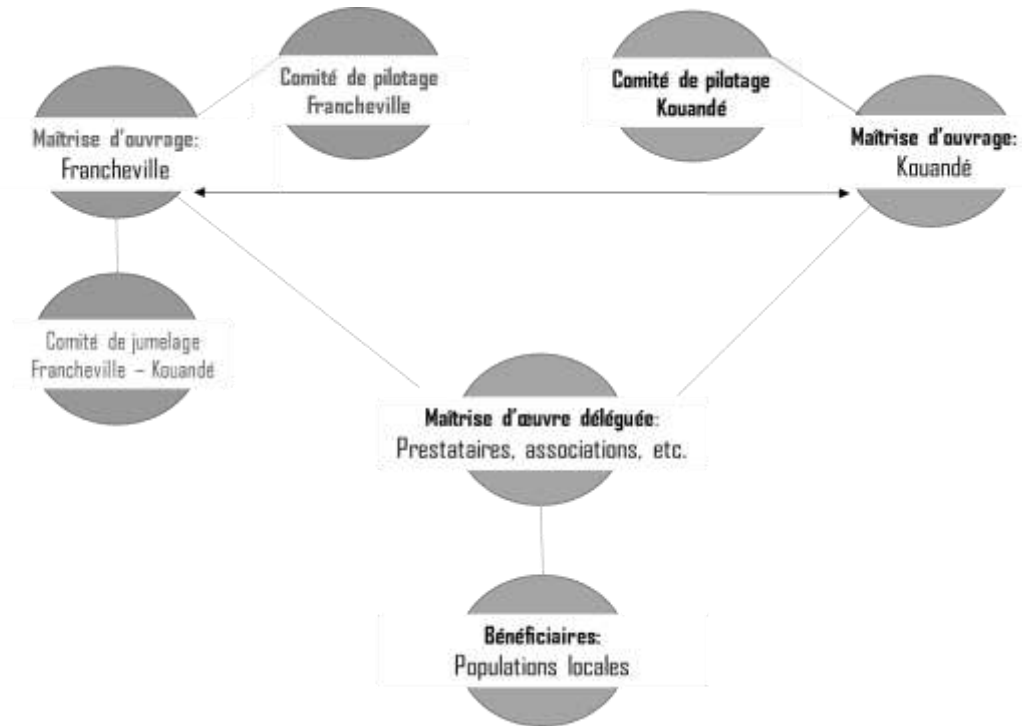 Comité de pilotage
Francheville
Comité de pilotage
Kouandé
Maîtrise d'ouvrage:
Francheville
Maîtrise d'ouvrage:
Kouandé
Comité de jumelage
Francheville – Kouandé
Maîtrise d'œuvre déléguée:
Prestataires, associations, etc.
Bénéficiaires:
Populations locales